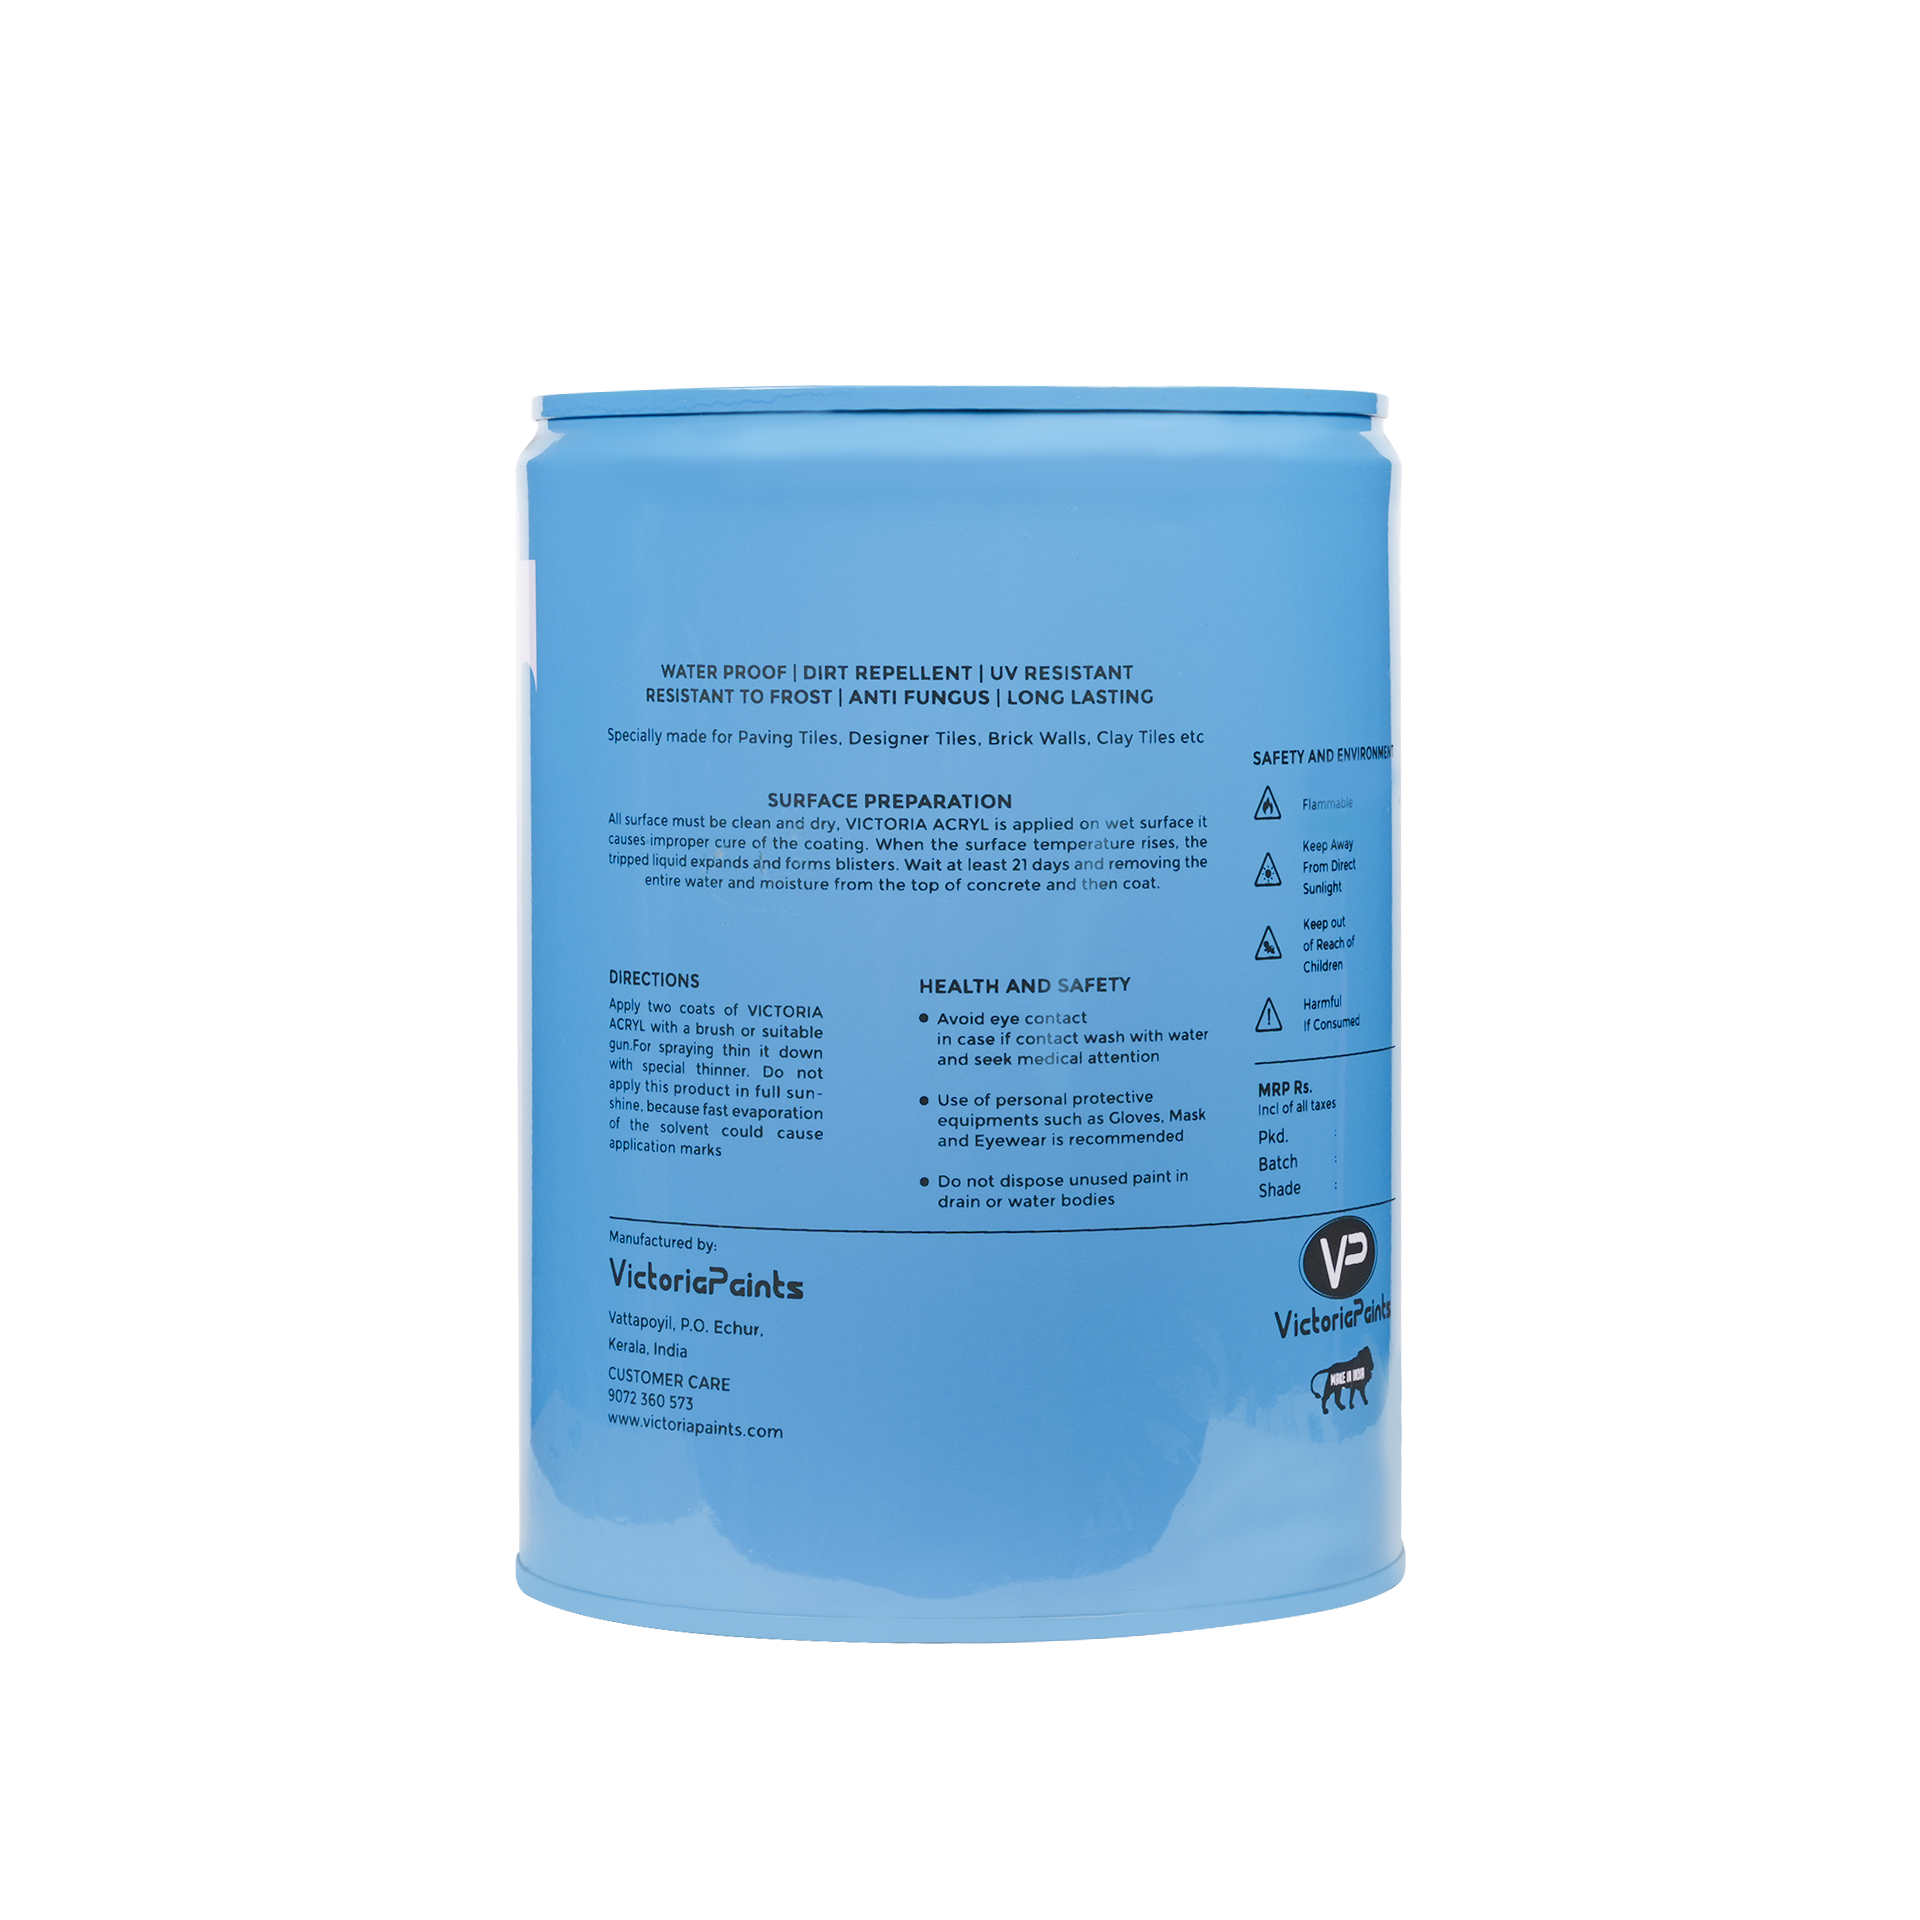 WATER PROOF | DIRT REPELLENT | UV RESISTANT
RESISTANT TO FROST | ANTI FUNGUS | LONG LASTING
Specially made for Paving Tiles, Designer Tiles, Brick Walls, Clay Tiles etc
SURFACE PREPARATION
All surface must be clean and dry, VICTORIA ACRYL is applied on wet surface it
causes improper cure of the coating. When the surface temperature rises, the
tripped liquid expands and forms blisters. Wait at least 21 days and removing the
entire water and moisture from the top of concrete and then coat.
DIRECTIONS
Apply two coats of VICTORIA
ACRYL with a brush or suitable
gun.For spraying thin it down
with special thinner. Do not
apply this product in full sun-
shine, because fast evaporation
of the solvent could cause
application marks
HEALTH AND SAFETY
● Avoid eye contact
in case if contact wash with water
and seek medical attention
● Use of personal protective
equipments such as Gloves, Mask
and Eyewear is recommended
● Do not dispose unused paint in
drain or water bodies
SAFETY AND ENVIRONMENT
Flammable
Keep Away
From Direct
Sunlight
Keep out
of Reach of
Children
Harmful
If Consumed
MRP Rs.
Incl of all taxes
Pkd. :
Batch :
Shade :
Manufactured by:
VictoriaPaints
Vattapoyil, P.O. Echur,
Kerala, India
CUSTOMER CARE
9072 360 573
www.victoriapaints.com
VP
VictoriaPaints
MAKE IN INDIA